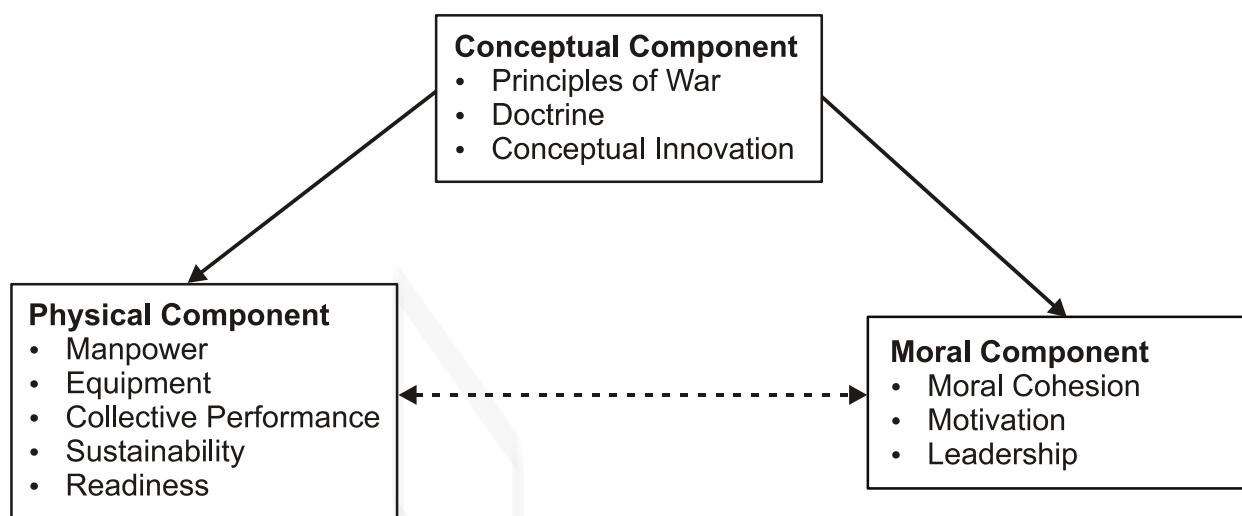 Conceptual Component
• Principles of War
• Doctrine
• Conceptual Innovation
Physical Component
• Manpower
• Equipment
• Collective Performance
• Sustainability
• Readiness
Moral Component
• Moral Cohesion
• Motivation
• Leadership